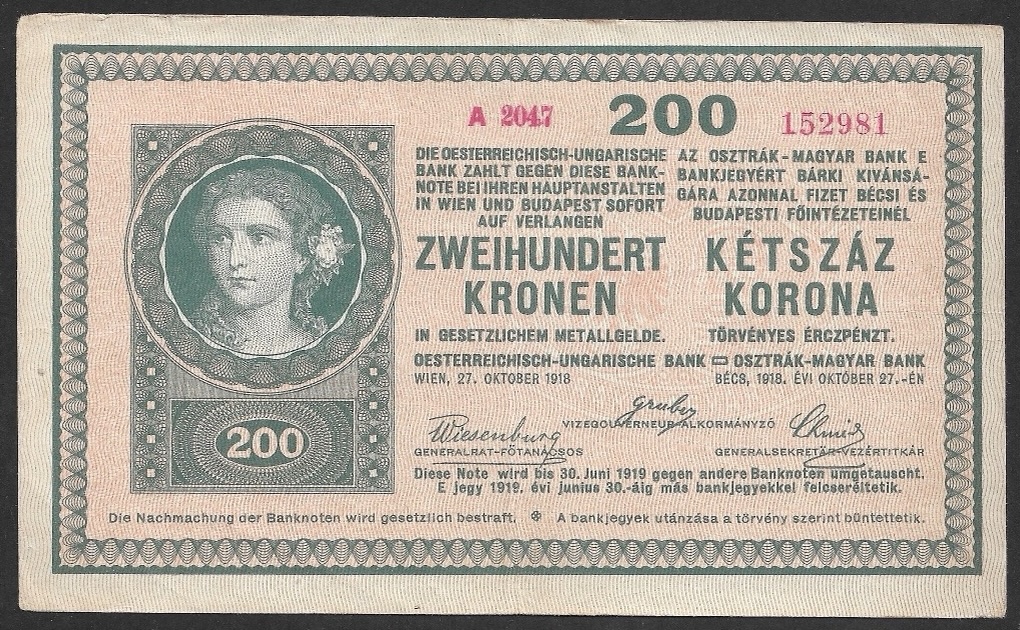 A 2047 200 152981
DIE OESTERREICHISCH-UNGARISCHE
BANK ZAHLT GEGEN DIESE BANK-
NOTE BEI IHREN HAUPTANSTALTEN
IN WIEN UND BUDAPEST SOFORT
AUF VERLANGEN
ZWEIHUNDERT
KRONEN
IN GESETZLICHEM METALLGELDE.
AZ OSZTRÁK-MAGYAR BANK E
BANKJEGYÉRT BÁRKI KIVÁNSÁ-
GÁRA AZONNAL FIZET BÉCSI ÉS
BUDAPESTI FŐINTÉZETEINÉL
KÉTSZÁZ
KORONA
TÖRVÉNYES ÉRCZPÉNZT.
OESTERREICHISCH-UNGARISCHE BANK OSZTRÁK-MAGYAR BANK
WIEN, 27. OKTOBER 1918
BÉCS, 1918. ÉVI OKTÓBER 27.-ÉN
Gruber
VIZEGOUVERNEUR-ALKORMÁNYZÓ
Wiesenburg
GENERALRAT-FŐTANÁCSOS
Schmid
GENERALSEKRETÄR-VEZÉRTITKÁR
200
Diese Note wird bis 30. Juni 1919 gegen andere Banknoten umgetauscht.
E jegy 1919. évi junius 30.-áig más bankjegyekkel felcseréltetik.
Die Nachmachung der Banknoten wird gesetzlich bestraft. A bankjegyek utánzása a törvény szerint büntettetik.